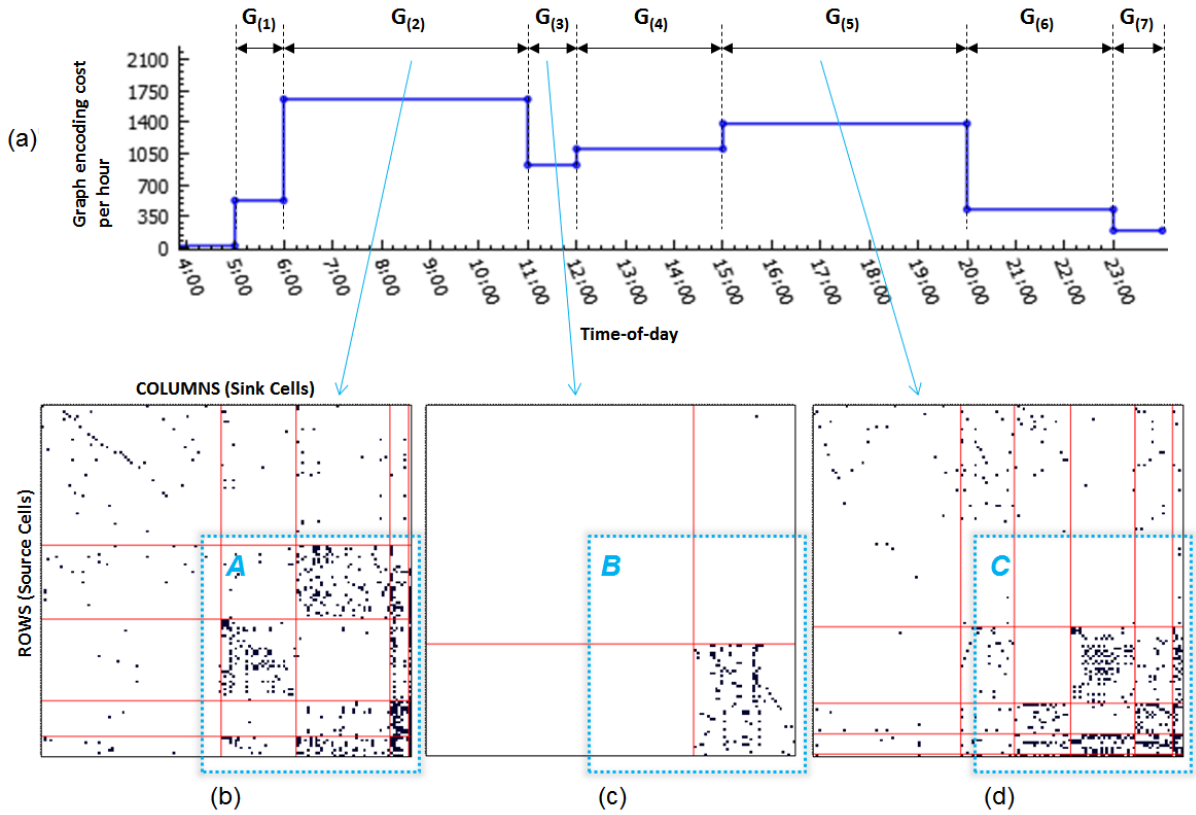 G(1) G(2) G(3) G(4) G(5) G(6) G(7)
(a)
Graph encoding cost
per hour
2100
1750
1400
1050
700
350
0
4:00 5:00 6:00 7:00 8:00 9:00 10:00 11:00 12:00 13:00 14:00 15:00 16:00 17:00 18:00 19:00 20:00 21:00 22:00 23:00
Time-of-day
COLUMNS (Sink Cells)
ROWS (Source Cells)
A B C
(b) (c) (d)